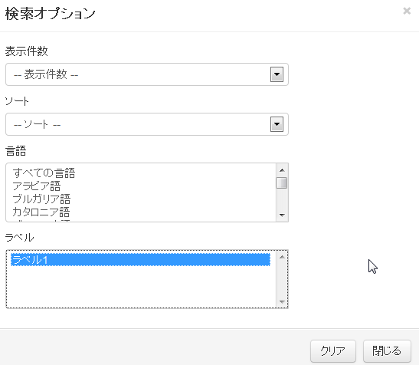 検索オプション
×
表示件数
-- 表示件数 --
ソート
-- ソート --
言語
すべての言語
アラビア語
ブルガリア語
カタロニア語
ラベル
ラベル1
クリア
閉じる